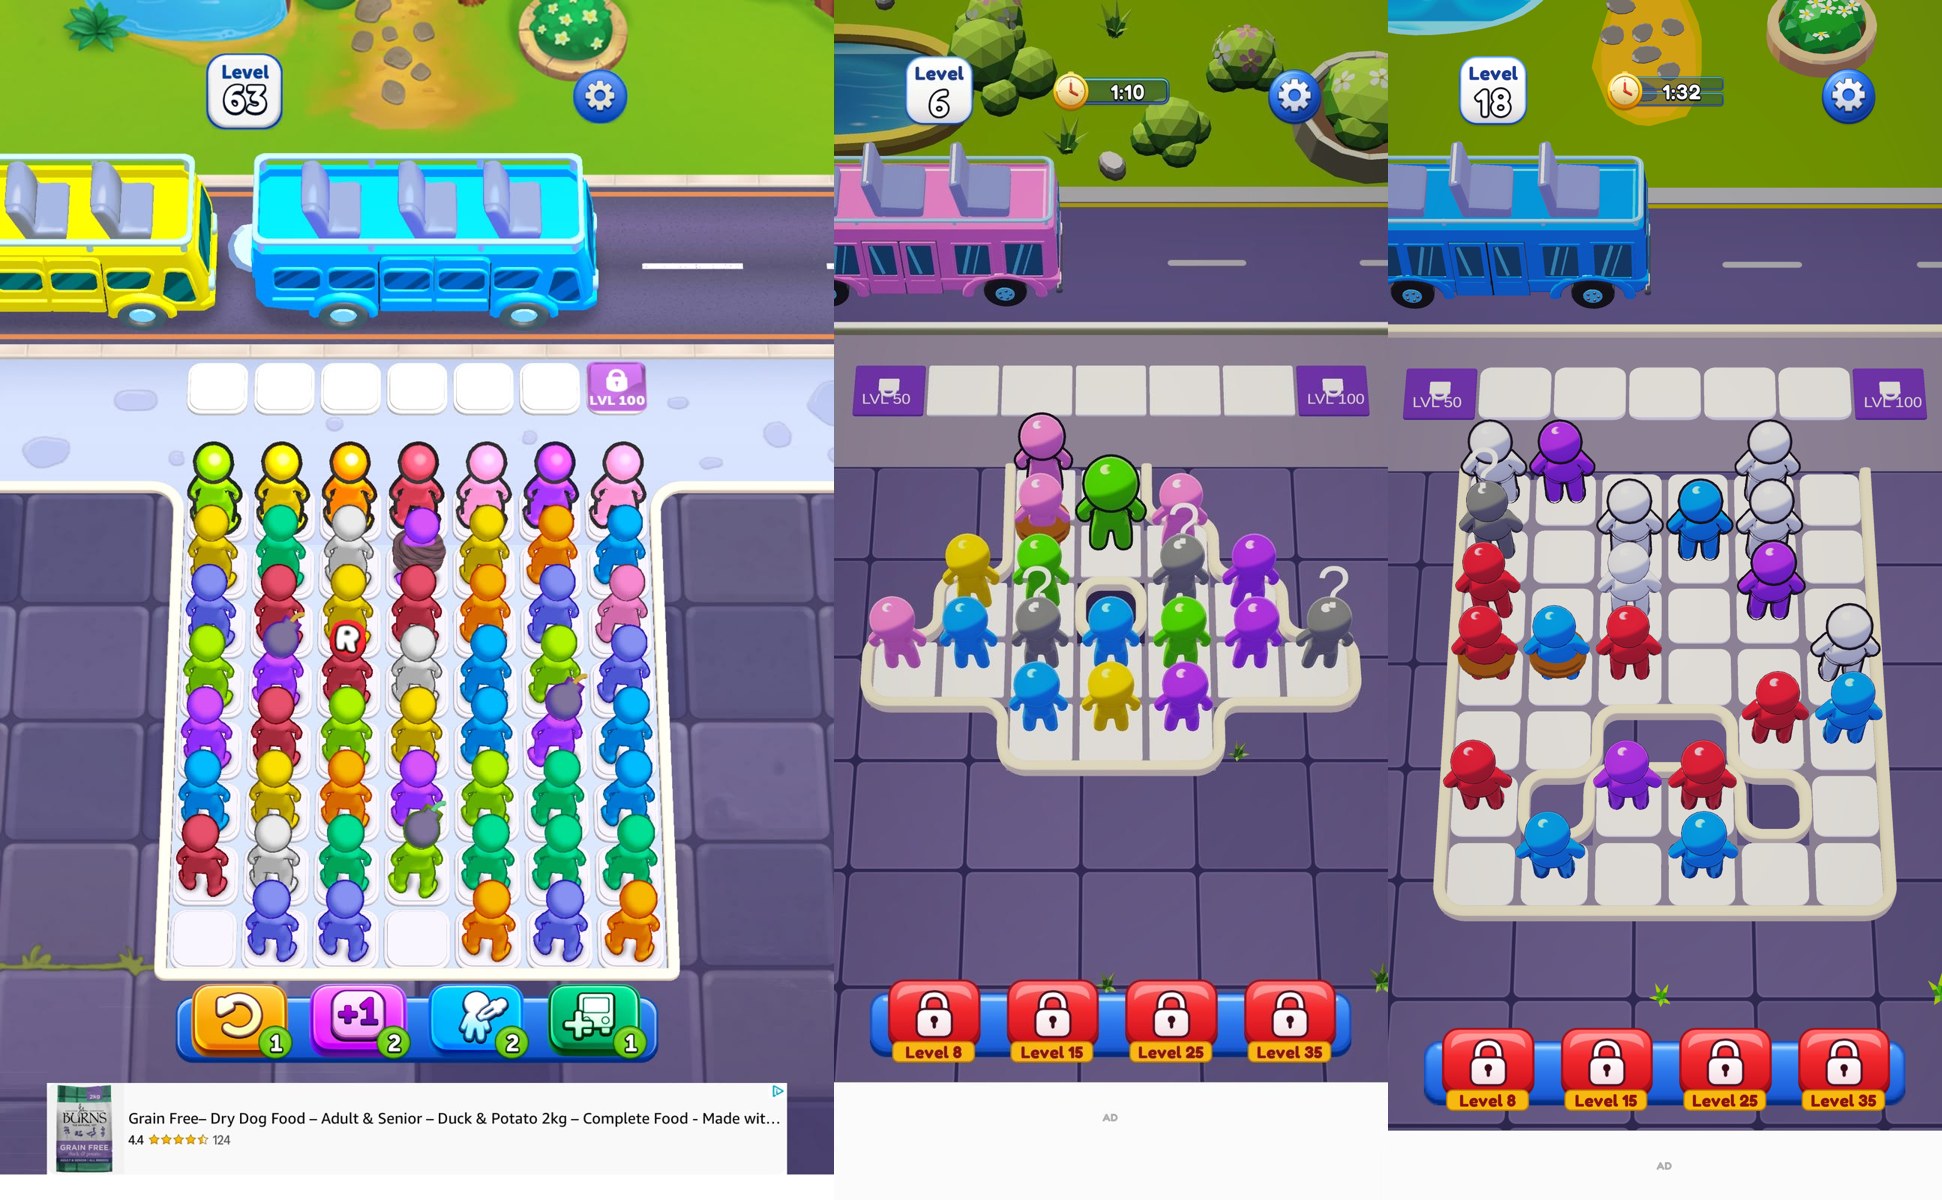 Level
63
LVL 100
R
1
2
2
1
2kg
BURNS
GRAIN FREE
Grain Free– Dry Dog Food – Adult & Senior – Duck & Potato 2kg – Complete Food - Made wit...
4.4
124
Level
6
1:10
LVL 50
LVL 100
?
?
?
Level 8
Level 15
Level 25
Level 35
AD
Level
18
1:32
LVL 50
LVL 100
?
Level 8
Level 15
Level 25
Level 35
AD
+1